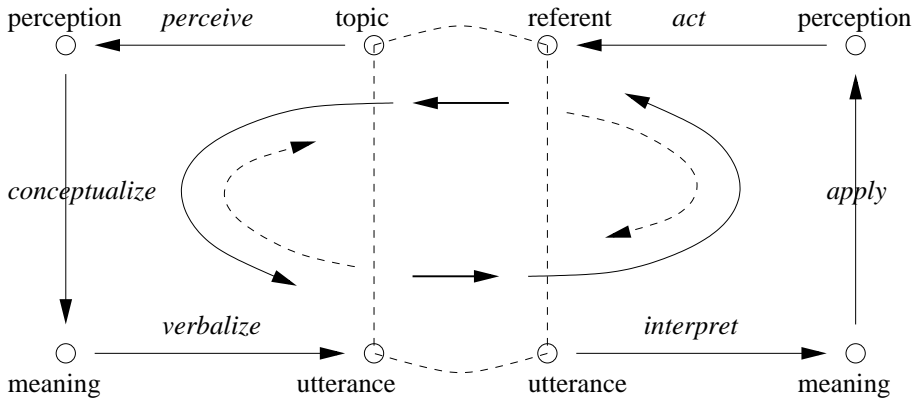 perception perceive topic referent act perception
conceptualize apply
verbalize interpret
meaning utterance utterance meaning